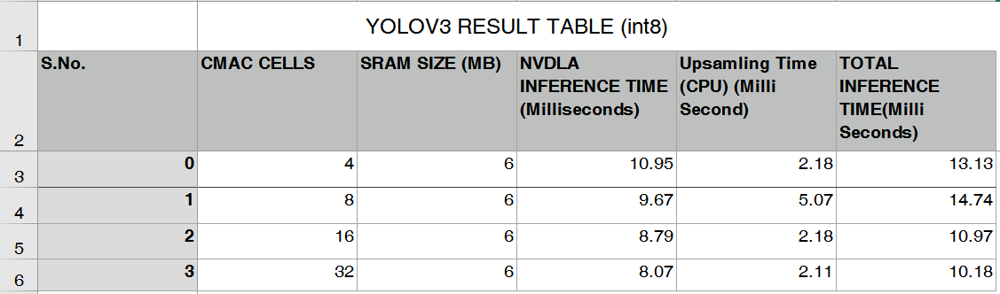 1 YOLOV3 RESULT TABLE (int8)
2 S.No. CMAC CELLS SRAM SIZE (MB) NVDLA INFERENCE TIME (Milliseconds) Upsamling Time (CPU) (Milli Second) TOTAL INFERENCE TIME(Milli Seconds)
3 0 4 6 10.95 2.18 13.13
4 1 8 6 9.67 5.07 14.74
5 2 16 6 8.79 2.18 10.97
6 3 32 6 8.07 2.11 10.18